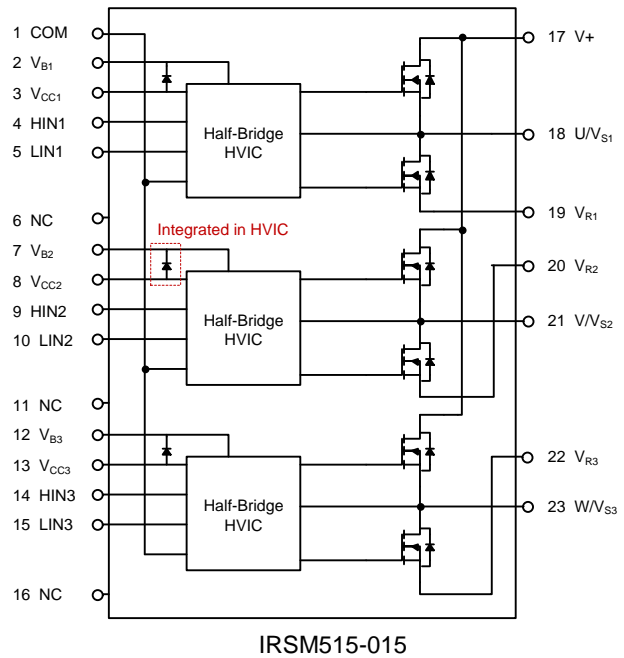 1 COM
2 VB1
3 VCC1
4 HIN1
5 LIN1
6 NC
7 VB2
8 VCC2
9 HIN2
10 LIN2
11 NC
12 VB3
13 VCC3
14 HIN3
15 LIN3
16 NC
Half-Bridge
HVIC
Integrated in HVIC
Half-Bridge
HVIC
Half-Bridge
HVIC
17 V+
18 U/VS1
19 VR1
20 VR2
21 V/VS2
22 VR3
23 W/VS3
IRSM515-015